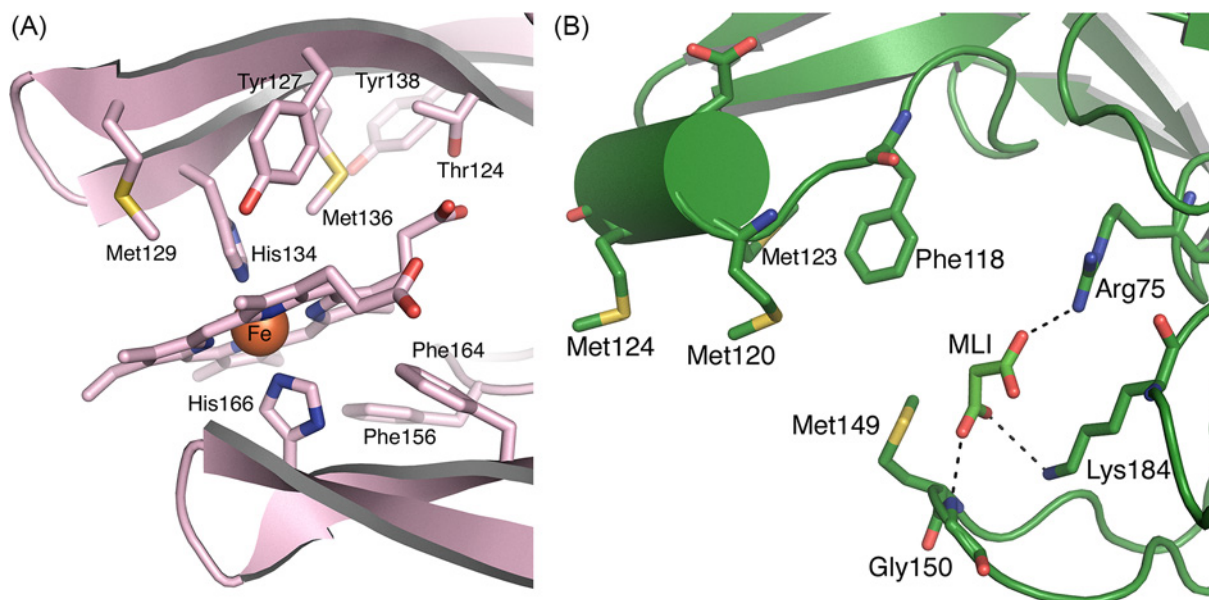 (A)
Tyr127
Tyr138
Thr124
Met136
Met129
His134
Fe
Phe164
His166
Phe156
(B)
Met123
Phe118
Arg75
Met124
Met120
MLI
Met149
Lys184
Gly150